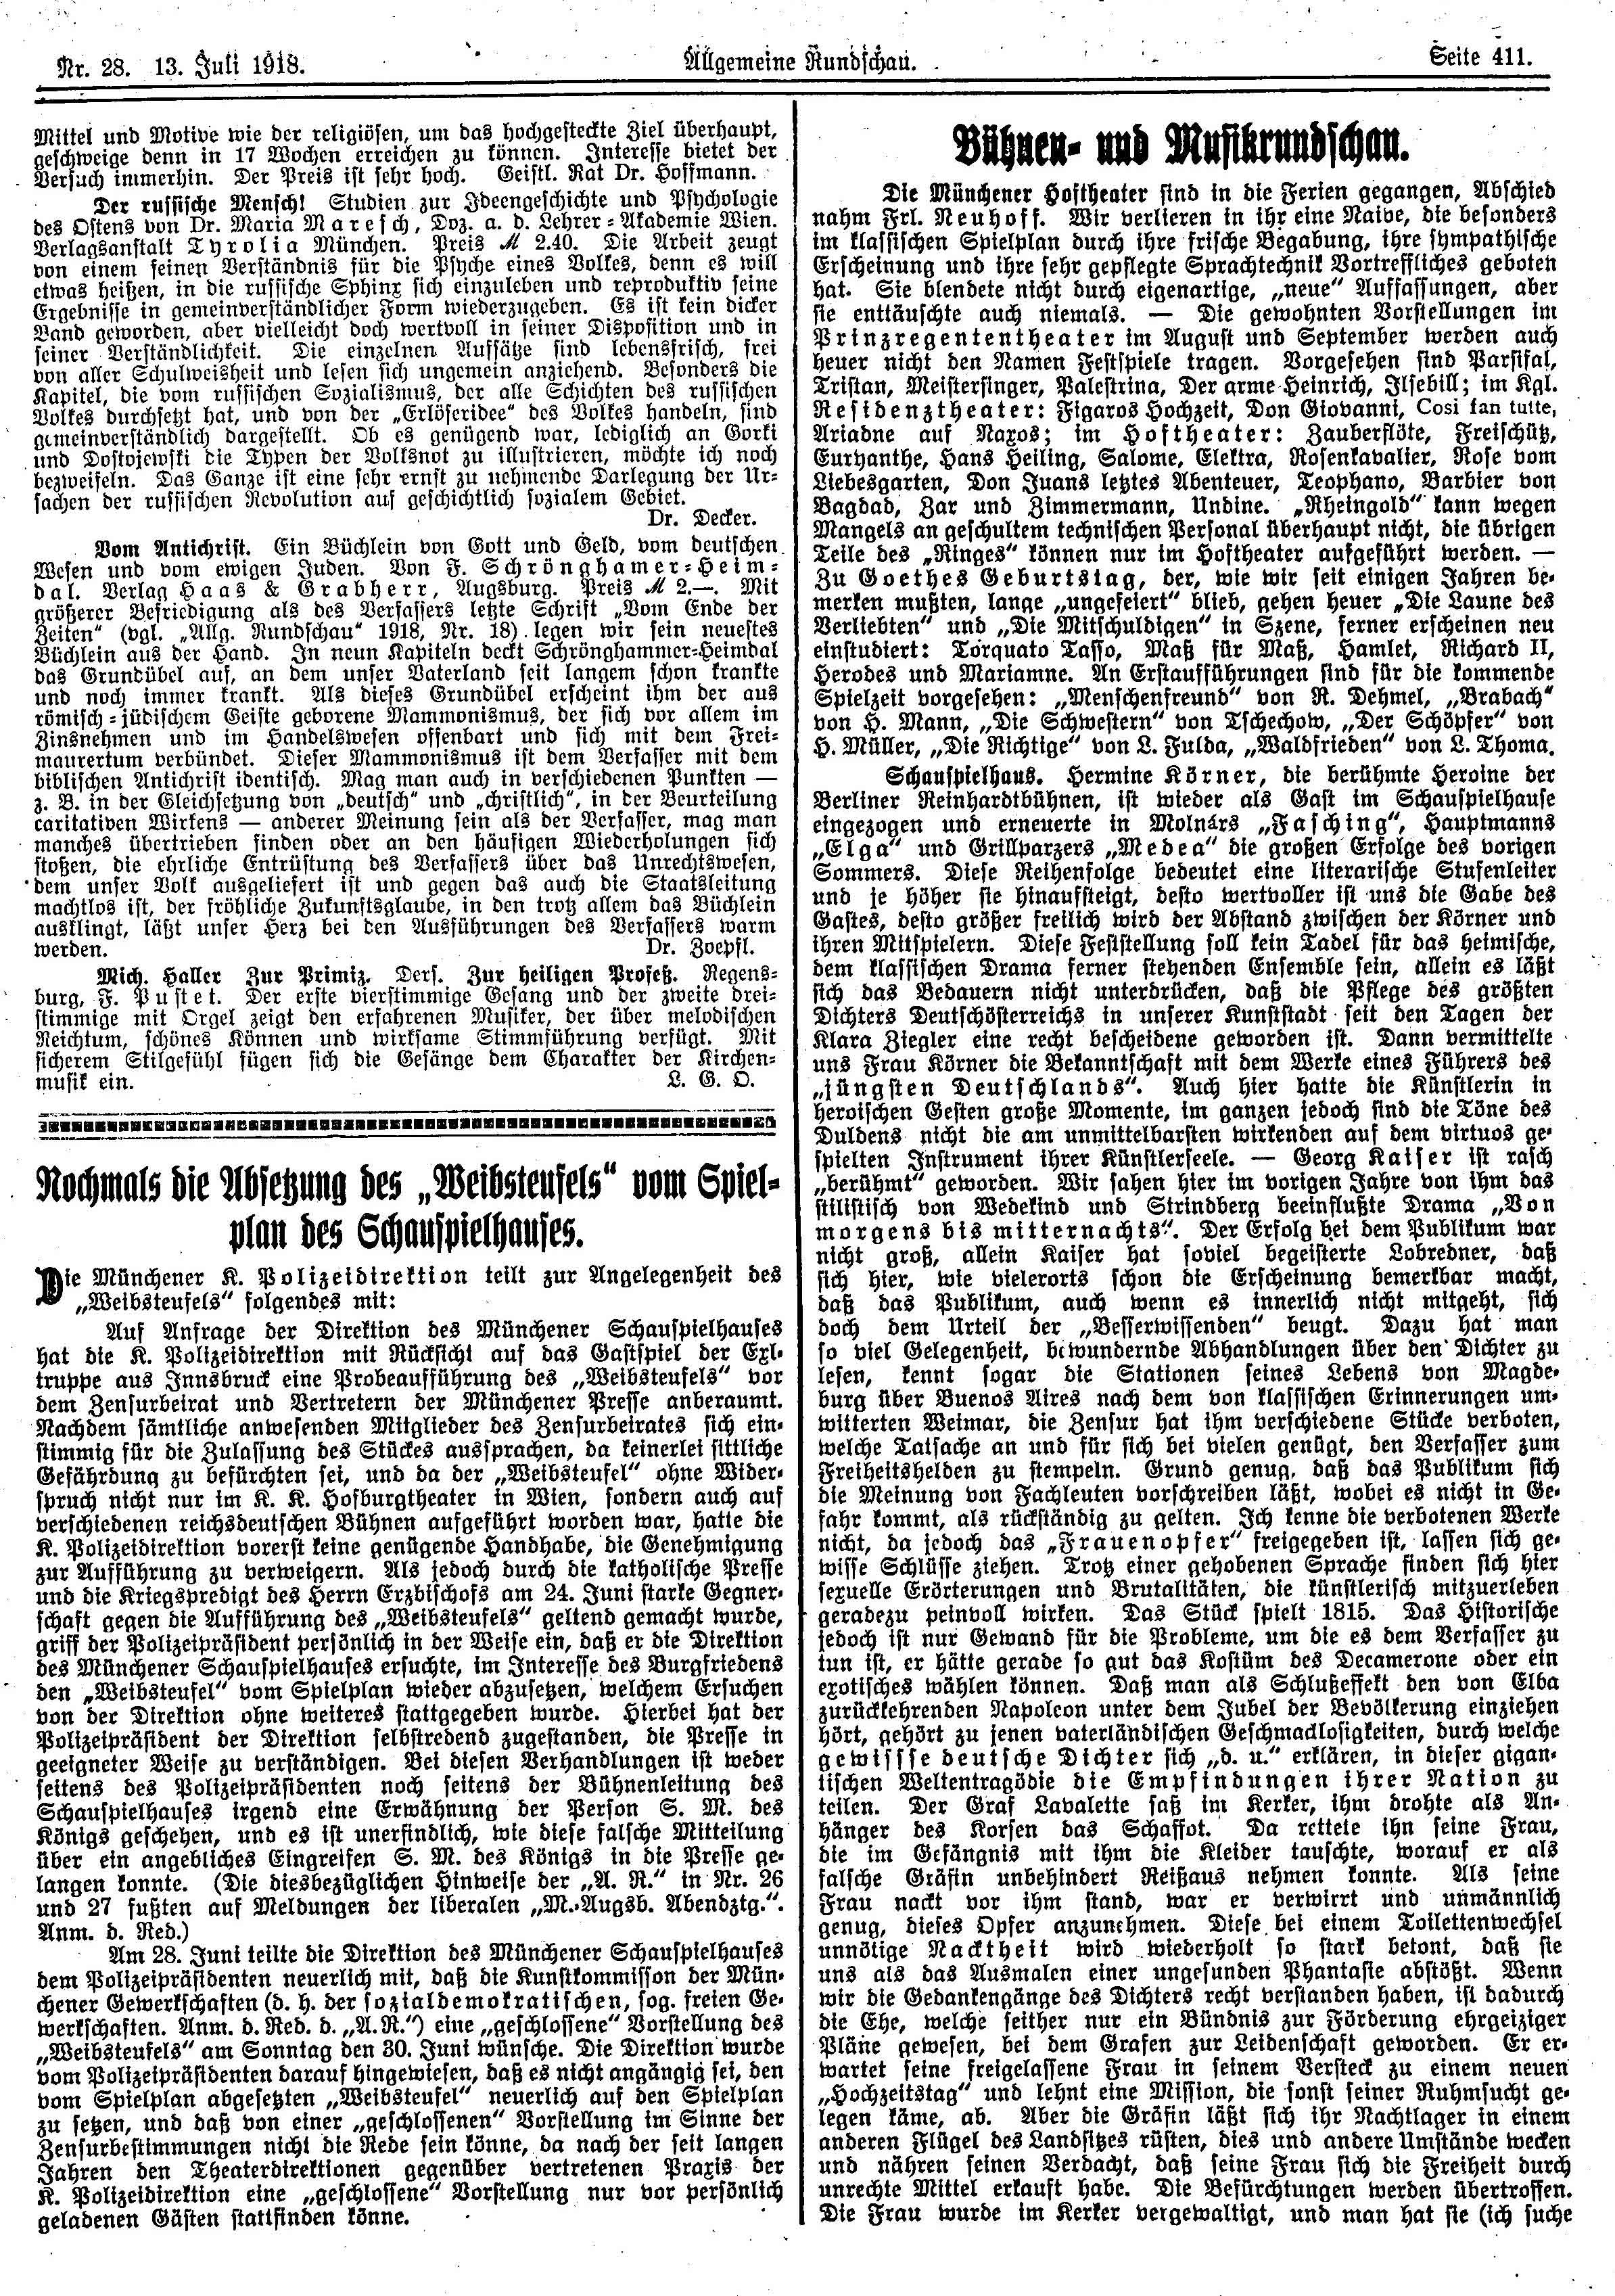 Nr. 28. 13. Juli 1918.
Allgemeine Rundschau.
Seite 411.
Mittel und Motive wie der religiösen, um das hochgesteckte Ziel überhaupt,
geschweige denn in 17 Wochen erreichen zu können. Interesse bietet der
Versuch immerhin. Der Preis ist sehr hoch. Geistl. Rat Dr. Hoffmann.
Der russische Mensch! Studien zur Ideengeschichte und Psychologie
des Ostens von Dr. Maria Maresch, Doz. a. d. Lehrer-Akademie Wien.
Verlagsanstalt Tyrolia München. Preis M 2.40. Die Arbeit zeugt
von einem feinen Verständnis für die Psyche eines Volkes, denn es will
etwas heißen, in die russische Sphinx sich einzuleben und reproduktiv seine
Ergebnisse in gemeinverständlicher Form wiederzugeben. Es ist kein dicker
Band geworden, aber vielleicht doch wertvoll in seiner Disposition und in
seiner Verständlichkeit. Die einzelnen Aufsätze sind lebensfrisch, frei
von aller Schulweisheit und lesen sich ungemein anziehend. Besonders die
Kapitel, die vom russischen Sozialismus, der alle Schichten des russischen
Volkes durchsetzt hat, und von der „Erlöseridee“ des Volkes handeln, sind
gemeinverständlich dargestellt. Ob es genügend war, lediglich an Gorki
und Dostojewski die Typen der Volksnot zu illustrieren, möchte ich noch
bezweifeln. Das Ganze ist eine sehr ernst zu nehmende Darlegung der Ur-
sachen der russischen Revolution auf geschichtlich sozialem Gebiet.
Dr. Decker.
Vom Antichrist. Ein Büchlein von Gott und Geld, vom deutschen
Wesen und vom ewigen Juden. Von F. Schrönghamer-Heim-
dal. Verlag Haas & Grabherr, Augsburg. Preis M 2.—. Mit
größerer Befriedigung als des Verfassers letzte Schrift „Vom Ende der
Zeiten“ (vgl. „Allg. Rundschau“ 1918, Nr. 18) legen wir sein neuestes
Büchlein aus der Hand. In neun Kapiteln deckt Schrönghammer-Heimdal
das Grundübel auf, an dem unser Vaterland seit langem schon krankte
und noch immer krankt. Als dieses Grundübel erscheint ihm der aus
römisch-jüdischem Geiste geborene Mammonismus, der sich vor allem im
Zinsnehmen und im Handelswesen offenbart und sich mit dem Frei-
maurertum verbündet. Dieser Mammonismus ist dem Verfasser mit dem
biblischen Antichrist identisch. Mag man auch in verschiedenen Punkten —
z. B. in der Gleichsetzung von „deutsch“ und „christlich“, in der Beurteilung
caritativen Wirkens — anderer Meinung sein als der Verfasser, mag man
manches übertrieben finden oder an den häufigen Wiederholungen sich
stoßen, die ehrliche Entrüstung des Verfassers über das Unrechtswesen,
dem unser Volk ausgeliefert ist und gegen das auch die Staatsleitung
machtlos ist, der fröhliche Zukunftsglaube, in den trotz allem das Büchlein
ausklingt, läßt unser Herz bei den Ausführungen des Verfassers warm
werden. Dr. Zoepfl.
Mich. Haller Zur Primiz. Ders. Zur heiligen Profeß. Regens-
burg, F. Pustet. Der erste vierstimmige Gesang und der zweite drei-
stimmige mit Orgel zeigt den erfahrenen Musiker, der über melodischen
Reichtum, schönes Können und wirksame Stimmführung verfügt. Mit
sicherem Stilgefühl fügen sich die Gesänge dem Charakter der Kirchen-
musik ein. L. G. O.
Nochmals die Absetzung des „Weibsteufels“ vom Spiel-
plan des Schauspielhauses.
Die Münchener K. Polizeidirektion teilt zur Angelegenheit des
„Weibsteufels“ folgendes mit:
Auf Anfrage der Direktion des Münchener Schauspielhauses
hat die K. Polizeidirektion mit Rücksicht auf das Gastspiel der Exl-
truppe aus Innsbruck eine Probeaufführung des „Weibsteufels“ vor
dem Zensurbeirat und Vertretern der Münchener Presse anberaumt.
Nachdem sämtliche anwesenden Mitglieder des Zensurbeirates sich ein-
stimmig für die Zulassung des Stückes aussprachen, da keinerlei sittliche
Gefährdung zu befürchten sei, und da der „Weibsteufel“ ohne Wider-
spruch nicht nur im K. K. Hofburgtheater in Wien, sondern auch auf
verschiedenen reichsdeutschen Bühnen aufgeführt worden war, hatte die
K. Polizeidirektion vorerst keine genügende Handhabe, die Genehmigung
zur Aufführung zu verweigern. Als jedoch durch die katholische Presse
und die Kriegspredigt des Herrn Erzbischofs am 24. Juni starke Gegner-
schaft gegen die Aufführung des „Weibsteufels“ geltend gemacht wurde,
griff der Polizeipräsident persönlich in der Weise ein, daß er die Direktion
des Münchener Schauspielhauses ersuchte, im Interesse des Burgfriedens
den „Weibsteufel“ vom Spielplan wieder abzusetzen, welchem Ersuchen
von der Direktion ohne weiteres stattgegeben wurde. Hierbei hat der
Polizeipräsident der Direktion selbstredend zugestanden, die Presse in
geeigneter Weise zu verständigen. Bei diesen Verhandlungen ist weder
seitens des Polizeipräsidenten noch seitens der Bühnenleitung des
Schauspielhauses irgend eine Erwähnung der Person S. M. des
Königs geschehen, und es ist unerfindlich, wie diese falsche Mitteilung
über ein angebliches Eingreifen S. M. des Königs in die Presse ge-
langen konnte. (Die diesbezüglichen Hinweise der „A. R.“ in Nr. 26
und 27 fußten auf Meldungen der liberalen „M.-Augsb. Abendztg.“.
Anm. d. Red.)
Am 28. Juni teilte die Direktion des Münchener Schauspielhauses
dem Polizeipräsidenten neuerlich mit, daß die Kunstkommisson der Mün-
chener Gewerkschaften (d. h. der sozialdemokratischen, sog. freien Ge-
werkschaften. Anm. d. Red. d. „A. R.“) eine „geschlossene“ Vorstellung des
„Weibsteufels“ am Sonntag den 30. Juni wünsche. Die Direktion wurde
vom Polizeipräsidenten darauf hingewiesen, daß es nicht angängig sei, den
vom Spielplan abgesetzten „Weibsteufel“ neuerlich auf den Spielplan
zu setzen, und daß von einer „geschlossenen“ Vorstellung im Sinne der
Zensurbestimmungen nicht die Rede sein könne, da nach der seit langen
Jahren den Theaterdirektionen gegenüber vertretenen Praxis der
K. Polizeidirektion eine „geschlossene“ Vorstellung nur vor persönlich
geladenen Gästen stattfinden könne.
Bühnen- und Musikrundschau.
Die Münchener Hoftheater sind in die Ferien gegangen, Abschied
nahm Frl. Neuhoff. Wir verlieren in ihr eine Naive, die besonders
im klassischen Spielplan durch ihre frische Begabung, ihre sympathische
Erscheinung und ihre sehr gepflegte Sprachtechnik Vortreffliches geboten
hat. Sie blendete nicht durch eigenartige, „neue“ Auffassungen, aber
sie enttäuschte auch niemals. — Die gewohnten Vorstellungen im
Prinzregententheater im August und September werden auch
heuer nicht den Namen Festspiele tragen. Vorgesehen sind Parsifal,
Tristan, Meistersinger, Palestrina, Der arme Heinrich, Ilsebill; im Kgl.
Residenztheater: Figaros Hochzeit, Don Giovanni, Cosi fan tutte,
Ariadne auf Naxos; im Hoftheater: Zauberflöte, Freischütz,
Euryanthe, Hans Heiling, Salome, Elektra, Rosenkavalier, Rose vom
Liebesgarten, Don Juans letztes Abenteuer, Teophano, Barbier von
Bagdad, Zar und Zimmermann, Undine. „Rheingold“ kann wegen
Mangels an geschultem technischen Personal überhaupt nicht, die übrigen
Teile des „Ringes“ können nur im Hoftheater aufgeführt werden. —
Zu Goethes Geburtstag, der, wie wir seit einigen Jahren be-
merken mußten, lange „ungefeiert“ blieb, gehen heuer „Die Laune des
Verliebten“ und „Die Mitschuldigen“ in Szene, ferner erscheinen neu
einstudiert: Torquato Tasso, Maß für Maß, Hamlet, Richard II,
Herodes und Mariamne. An Erstaufführungen sind für die kommende
Spielzeit vorgesehen: „Menschenfreund“ von R. Dehmel, „Brabach“
von H. Mann, „Die Schwestern“ von Tschechow, „Der Schöpfer“ von
H. Müller, „Die Richtige“ von L. Fulda, „Waldfrieden“ von L. Thoma.
Schauspielhaus. Hermine Körner, die berühmte Heroine der
Berliner Reinhardtbühnen, ist wieder als Gast im Schauspielhause
eingezogen und erneuerte in Molnárs „Fasching“, Hauptmanns
„Elga“ und Grillparzers „Medea“ die großen Erfolge des vorigen
Sommers. Diese Reihenfolge bedeutet eine literarische Stufenleiter
und je höher sie hinaufsteigt, desto wertvoller ist uns die Gabe des
Gastes, desto größer freilich wird der Abstand zwischen der Körner und
ihren Mitspielern. Diese Feststellung soll kein Tadel für das heimische,
dem klassischen Drama ferner stehenden Ensemble sein, allein es läßt
sich das Bedauern nicht unterdrücken, daß die Pflege des größten
Dichters Deutschösterreichs in unserer Kunststadt seit den Tagen der
Klara Ziegler eine recht bescheidene geworden ist. Dann vermittelte
uns Frau Körner die Bekanntschaft mit dem Werke eines Führers des
„jüngsten Deutschlands“. Auch hier hatte die Künstlerin in
heroischen Gesten große Momente, im ganzen jedoch sind die Töne des
Duldens nicht die am unmittelbarsten wirkenden auf dem virtuos ge-
spielten Instrument ihrer Künstlerseele. — Georg Kaiser ist rasch
„berühmt“ geworden. Wir sahen hier im vorigen Jahre von ihm das
stilistisch von Wedekind und Strindberg beeinflußte Drama „Von
morgens bis mitternachts“. Der Erfolg bei dem Publikum war
nicht groß, allein Kaiser hat soviel begeisterte Lobredner, daß
sich hier, wie vielerorts schon die Erscheinung bemerkbar macht,
daß das Publikum, auch wenn es innerlich nicht mitgeht, sich
doch dem Urteil der „Besserwissenden“ beugt. Dazu hat man
so viel Gelegenheit, bewundernde Abhandlungen über den Dichter zu
lesen, kennt sogar die Stationen seines Lebens von Magde-
burg über Buenos Aires nach dem von klassischen Erinnerungen um-
witterten Weimar, die Zensur hat ihm verschiedene Stücke verboten,
welche Tatsache an und für sich bei vielen genügt, den Verfasser zum
Freiheitshelden zu stempeln. Grund genug, daß das Publikum sich
die Meinung von Fachleuten vorschreiben läßt, wobei es nicht in Ge-
fahr kommt, als rückständig zu gelten. Ich kenne die verbotenen Werke
nicht, da jedoch das „Frauenopfer“ freigegeben ist, lassen sich ge-
wisse Schlüsse ziehen. Trotz einer gehobenen Sprache finden sich hier
sexuelle Erörterungen und Brutalitäten, die künstlerisch mitzuerleben
geradezu peinvoll wirken. Das Stück spielt 1815. Das Historische
jedoch ist nur Gewand für die Probleme, um die es dem Verfasser zu
tun ist, er hätte gerade so gut das Kostüm des Decamerone oder ein
exotisches wählen können. Daß man als Schlußeffekt den von Elba
zurückkehrenden Napoleon unter dem Jubel der Bevölkerung einziehen
hört, gehört zu jenen vaterländischen Geschmacklosigkeiten, durch welche
gewissse deutsche Dichter sich „d. u.“ erklären, in dieser gigan-
tischen Weltentragödie die Empfindungen ihrer Nation zu
teilen. Der Graf Lavalette saß im Kerker, ihm drohte als An-
hänger des Korsen das Schaffot. Da rettete ihn seine Frau,
die im Gefängnis mit ihm die Kleider tauschte, worauf er als
falsche Gräfin unbehindert Reißaus nehmen konnte. Als seine
Frau nackt vor ihm stand, war er verwirrt und unmännlich
genug, dieses Opfer anzunehmen. Diese bei einem Toilettenwechsel
unnötige Nacktheit wird wiederholt so stark betont, daß sie
uns als das Ausmalen einer ungesunden Phantasie abstößt. Wenn
wir die Gedankengänge des Dichters recht verstanden haben, ist dadurch
die Ehe, welche seither nur ein Bündnis zur Förderung ehrgeiziger
Pläne gewesen, bei dem Grafen zur Leidenschaft geworden. Er er-
wartet seine freigelassene Frau in seinem Versteck zu einem neuen
„Hochzeitstag“ und lehnt eine Mission, die sonst seiner Ruhmsucht ge-
legen käme, ab. Aber die Gräfin läßt sich ihr Nachtlager in einem
anderen Flügel des Landsitzes rüsten, dies und andere Umstände wecken
und nähren seinen Verdacht, daß seine Frau sich die Freiheit durch
unrechte Mittel erkauft habe. Die Befürchtungen werden übertroffen.
Die Frau wurde im Kerker vergewaltigt, und man hat sie (ich suche